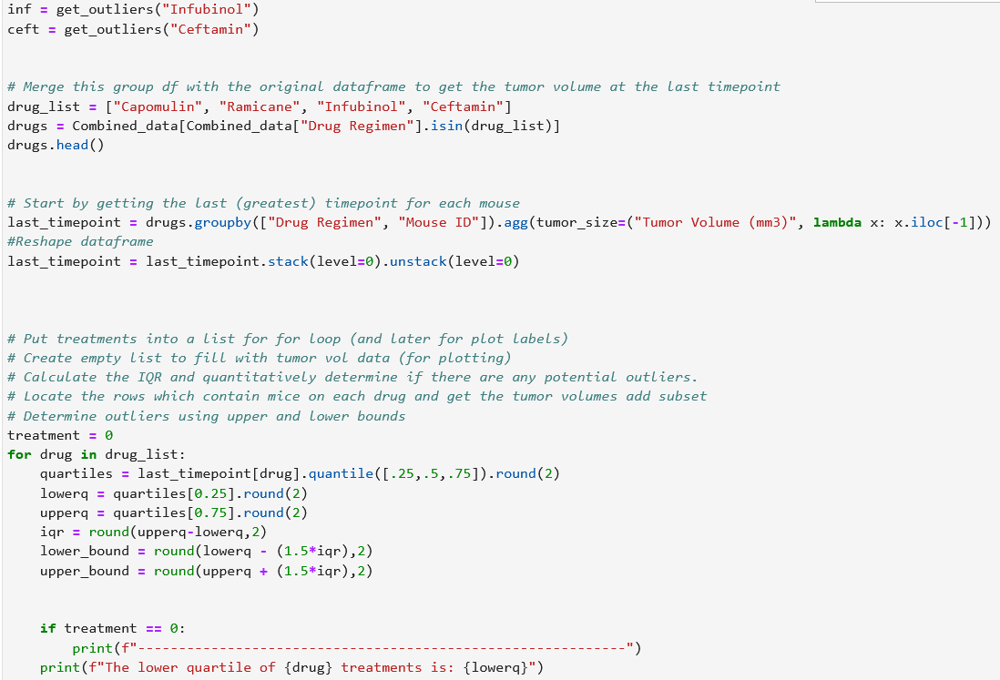 inf = get_outliers("Infubinol")
ceft = get_outliers("Ceftamin")
# Merge this group df with the original dataframe to get the tumor volume at the last timepoint
drug_list = ["Capomulin", "Ramicane", "Infubinol", "Ceftamin"]
drugs = Combined_data[Combined_data["Drug Regimen"].isin(drug_list)]
drugs.head()
# Start by getting the last (greatest) timepoint for each mouse
last_timepoint = drugs.groupby(["Drug Regimen", "Mouse ID"]).agg(tumor_size=("Tumor Volume (mm3)", lambda x: x.iloc[-1]))
#Reshape dataframe
last_timepoint = last_timepoint.stack(level=0).unstack(level=0)
# Put treatments into a list for for loop (and later for plot labels)
# Create empty list to fill with tumor vol data (for plotting)
# Calculate the IQR and quantitatively determine if there are any potential outliers.
# Locate the rows which contain mice on each drug and get the tumor volumes add subset
# Determine outliers using upper and lower bounds
treatment = 0
for drug in drug_list:
    quartiles = last_timepoint[drug].quantile([.25,.5,.75]).round(2)
    lowerq = quartiles[0.25].round(2)
    upperq = quartiles[0.75].round(2)
    iqr = round(upperq-lowerq,2)
    lower_bound = round(lowerq - (1.5*iqr),2)
    upper_bound = round(upperq + (1.5*iqr),2)
    if treatment == 0:
        print(f"------------------------------------------------------------")
    print(f"The lower quartile of {drug} treatments is: {lowerq}")